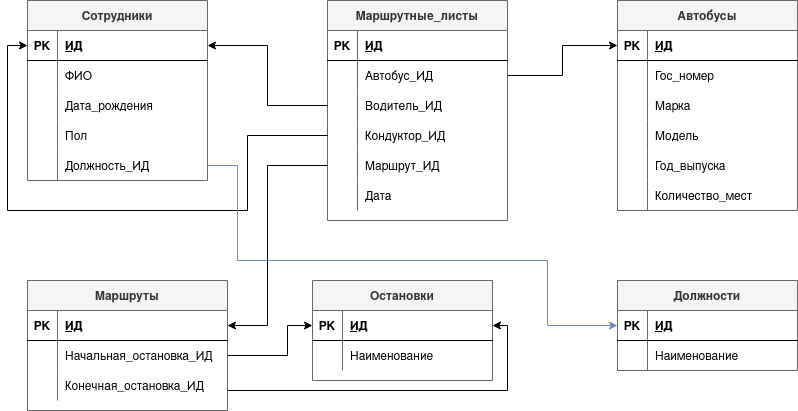 Сотрудники
PK ИД
ФИО
Дата_рождения
Пол
Должность_ИД
Маршрутные_листы
PK ИД
Автобус_ИД
Водитель_ИД
Кондуктор_ИД
Маршрут_ИД
Дата
Автобусы
PK ИД
Гос_номер
Марка
Модель
Год_выпуска
Количество_мест
Маршруты
PK ИД
Начальная_остановка_ИД
Конечная_остановка_ИД
Остановки
PK ИД
Наименование
Должности
PK ИД
Наименование